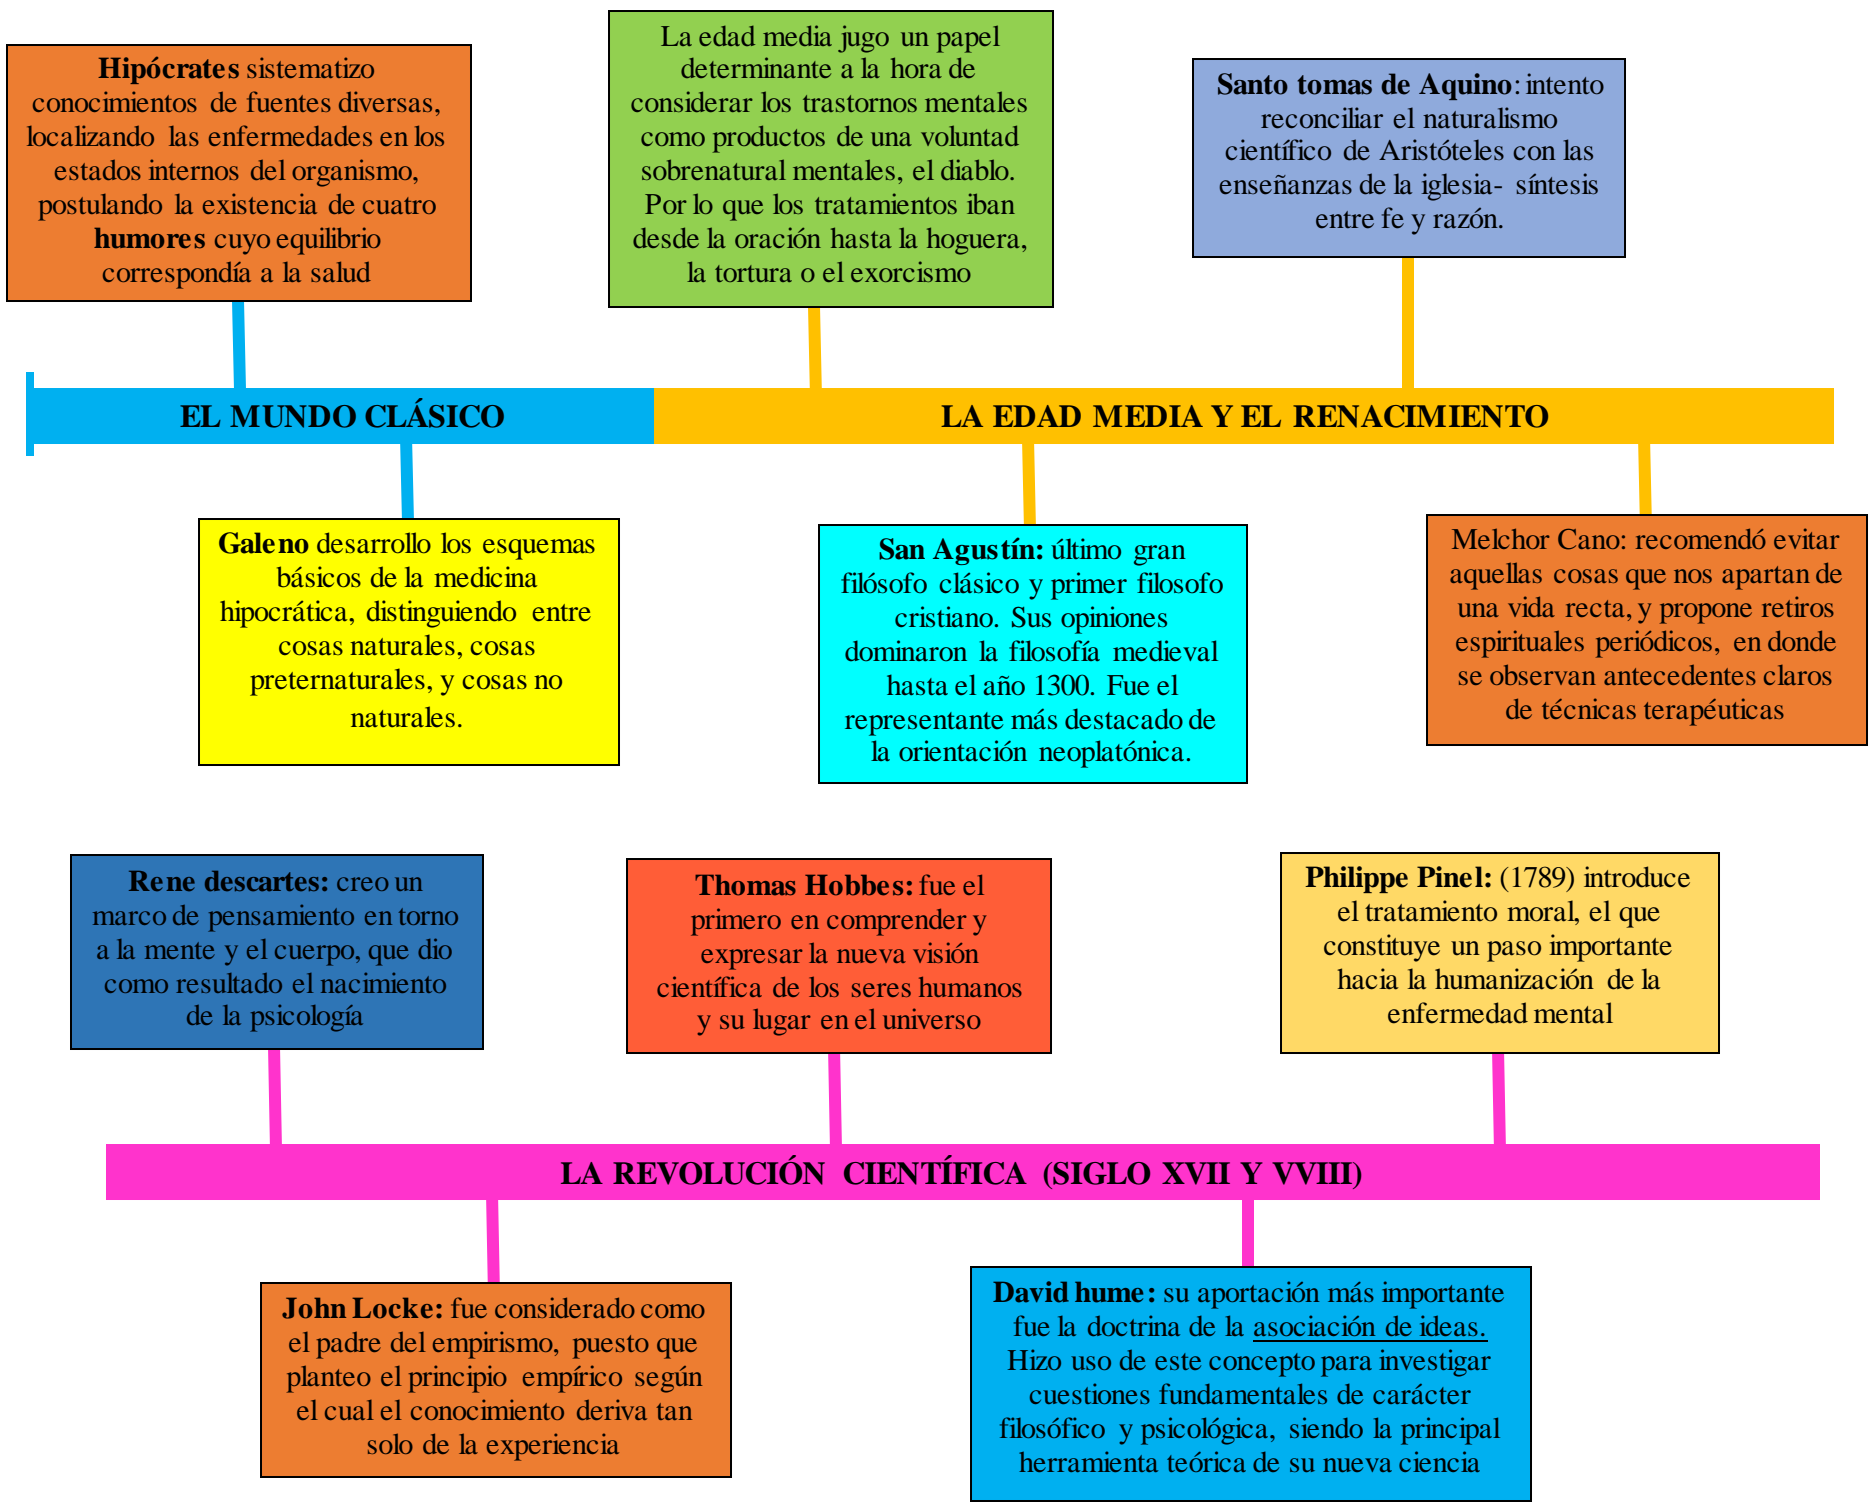 Hipócrates sistematizo
conocimientos de fuentes diversas,
localizando las enfermedades en los
estados internos del organismo,
postulando la existencia de cuatro
humores cuyo equilibrio
correspondía a la salud
La edad media jugo un papel
determinante a la hora de
considerar los trastornos mentales
como productos de una voluntad
sobrenatural mentales, el diablo.
Por lo que los tratamientos iban
desde la oración hasta la hoguera,
la tortura o el exorcismo
Santo tomas de Aquino: intento
reconciliar el naturalismo
científico de Aristóteles con las
enseñanzas de la iglesia- síntesis
entre fe y razón.
EL MUNDO CLÁSICO
LA EDAD MEDIA Y EL RENACIMIENTO
Galeno desarrollo los esquemas
básicos de la medicina
hipocrática, distinguiendo entre
cosas naturales, cosas
preternaturales, y cosas no
naturales.
San Agustín: último gran
filósofo clásico y primer filosofo
cristiano. Sus opiniones
dominaron la filosofía medieval
hasta el año 1300. Fue el
representante más destacado de
la orientación neoplatónica.
Melchor Cano: recomendó evitar
aquellas cosas que nos apartan de
una vida recta, y propone retiros
espirituales periódicos, en donde
se observan antecedentes claros
de técnicas terapéuticas
Rene descartes: creo un
marco de pensamiento en torno
a la mente y el cuerpo, que dio
como resultado el nacimiento
de la psicología
Thomas Hobbes: fue el
primero en comprender y
expresar la nueva visión
científica de los seres humanos
y su lugar en el universo
Philippe Pinel: (1789) introduce
el tratamiento moral, el que
constituye un paso importante
hacia la humanización de la
enfermedad mental
LA REVOLUCIÓN CIENTÍFICA (SIGLO XVII Y VVIII)
John Locke: fue considerado como
el padre del empirismo, puesto que
planteo el principio empírico según
el cual el conocimiento deriva tan
solo de la experiencia
David hume: su aportación más importante
fue la doctrina de la asociación de ideas.
Hizo uso de este concepto para investigar
cuestiones fundamentales de carácter
filosófico y psicológica, siendo la principal
herramienta teórica de su nueva ciencia